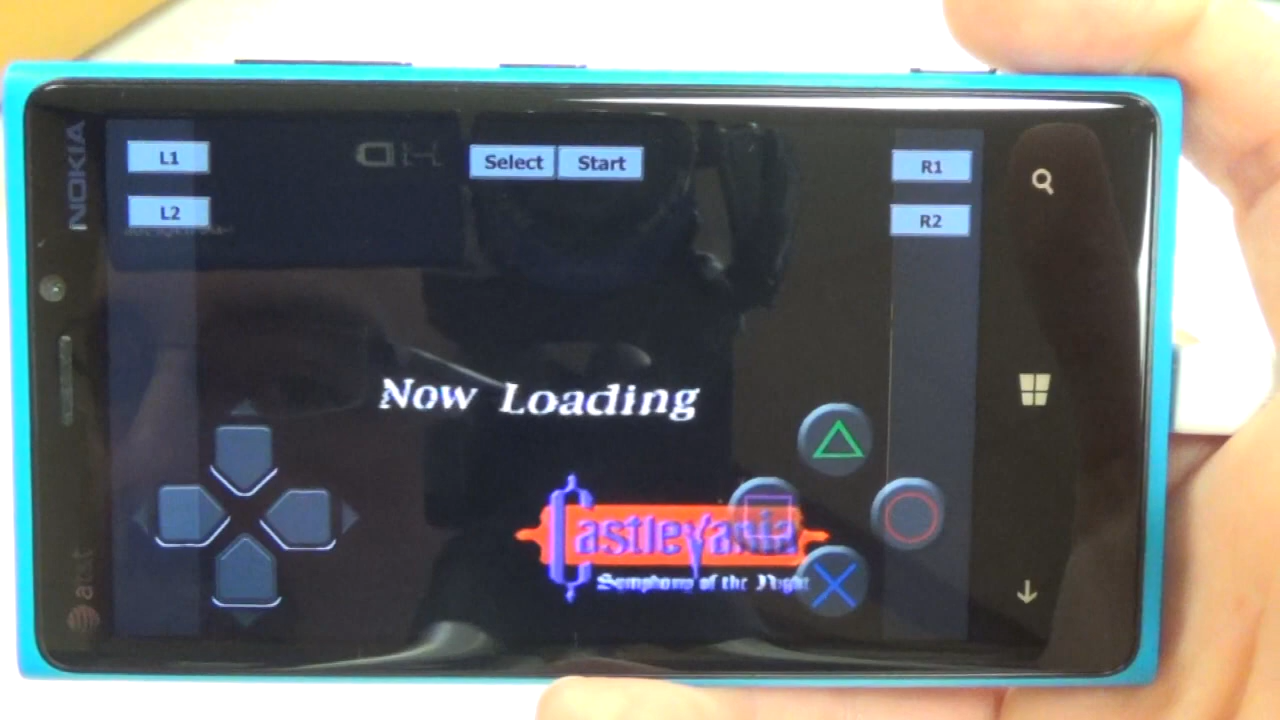 NOKIA
L1
Select
Start
R1
L2
R2
Now Loading
Castlevania
Symphony of the Night
at&t